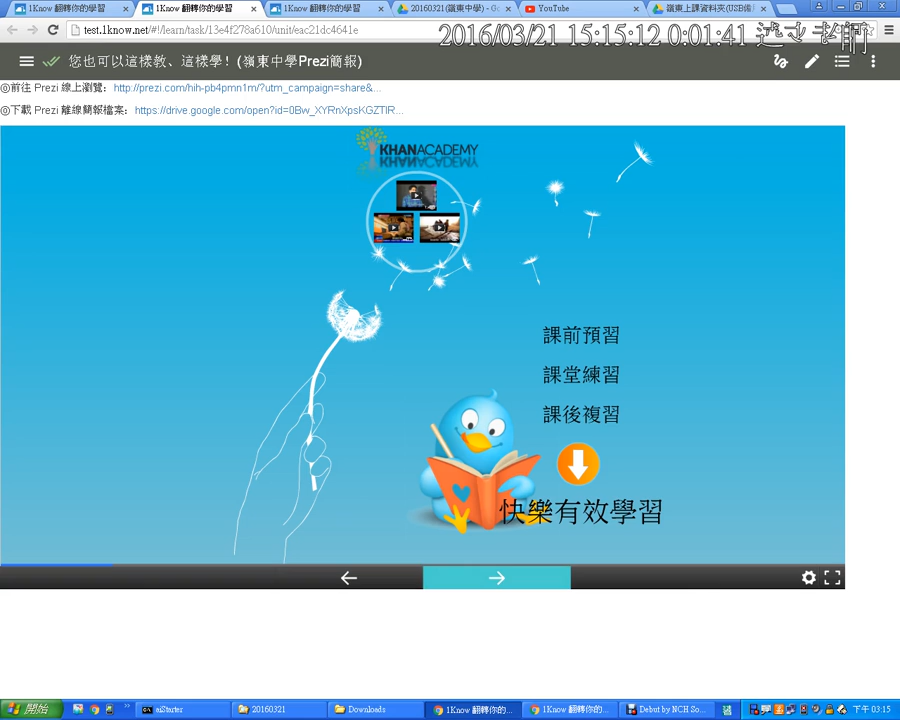 1Know 翻轉你的學習
1Know 翻轉你的學習
1Know 翻轉你的學習
20160321(嶺東中學) - Go
YouTube
嶺東上課資料夾(USB備
test.1know.net/#!/learn/task/13e4f278a610/unit/eac21dc4641e
2016/03/21 15:15:12 0:01:41
您也可以這樣教、這樣學! (嶺東中學Prezi簡報)
◎前往 Prezi 線上瀏覽: http://prezi.com/hih-pb4pmn1m/?utm_campaign=share&...
◎下載 Prezi 離線簡報檔案: https://drive.google.com/open?id=0Bw_XYRnXpsKGZTlR...
KHANACADEMY
課前預習
課堂練習
課後複習
快樂有效學習
開始
aiStarter
20160321
Downloads
1Know 翻轉你的...
1Know 翻轉你的...
Debut by NCH So...
下午 03:15